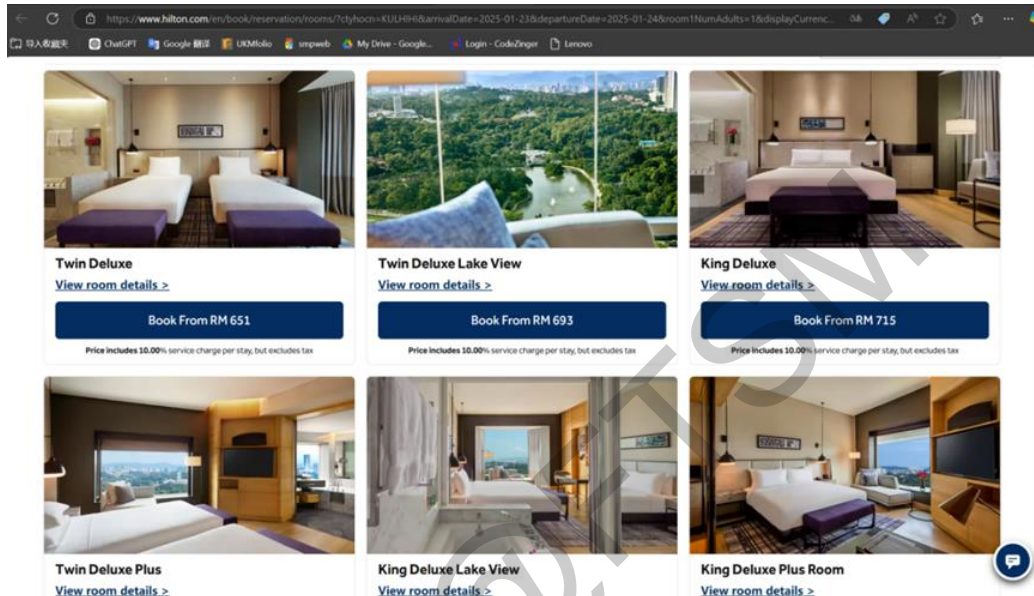 https://www.hilton.com/en/book/reservation/rooms/?ctyhocn=KULHIHI&arrivalDate=2025-01-23&departureDate=2025-01-24&room1NumAdults=1&displayCurrenc...
导入收藏夹 ChatGPT Google 翻译 UKMfolio smpweb My Drive - Google... Login - CodeZinger Lenovo
Twin Deluxe Twin Deluxe Lake View King Deluxe
View room details > View room details > View room details >
Book From RM 651 Book From RM 693 Book From RM 715
Price includes 10.00% service charge per stay, but excludes tax Price includes 10.00% service charge per stay, but excludes tax Price includes 10.00% service charge per stay, but excludes tax
Twin Deluxe Plus King Deluxe Lake View King Deluxe Plus Room
View room details > View room details > View room details >
@FTSM